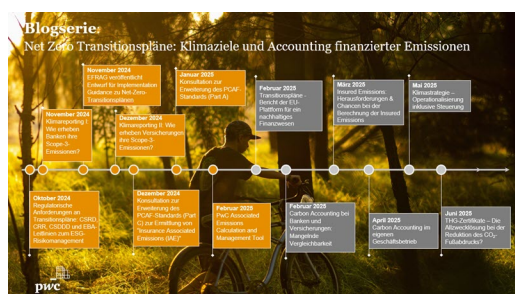 Blogserie
Net Zero Transitionspläne: Klimaziele und Accounting finanzierter Emissionen
November 2024
EFRAG veröffentlicht
Entwurf für Implementation
Guidance zu Net-Zero-
Transitionsplänen
Januar 2025
Konsultation zur
Erweiterung des PCAF-
Standards (Part A)
Februar 2025
Transitionspläne –
Bericht der EU-
Plattform für ein
nachhaltiges
Finanzwesen
März 2025
Insured Emissions:
Herausforderungen &
Chancen bei der
Berechnung der Insured
Emissions
Mai 2025
Klimastrategie –
Operationalisierung
inklusive Steuerung
November 2024
Klimareporting I:
Wie erheben
Banken ihre
Scope-3-
Emissionen?
Dezember 2024
Klimareporting II: Wie
erheben Versicherungen
ihre Scope-3-
Emissionen?
Oktober 2024
Regulatorische
Anforderungen an
Transitionspläne: CSRD,
CRR, CSDDD und EBA-
Leitlinien zum ESG-
Risikomanagement
Dezember 2024
Konsultation zur
Erweiterung des
PCAF-Standards (Part
C) zur Ermittlung von
"Insurance Associated
Emissions (IAE)"
Februar 2025
PwC Associated
Emissions
Calculation and
Management Tool
Februar 2025
Carbon Accounting bei
Banken und
Versicherungen:
Mangelnde
Vergleichbarkeit
April 2025
Carbon Accounting im
eigenen
Geschäftsbetrieb
Juni 2025
THG-Zertifikate – Die
Allzwecklösung bei der
Reduktion des CO₂-
Fußabdrucks?
pwc